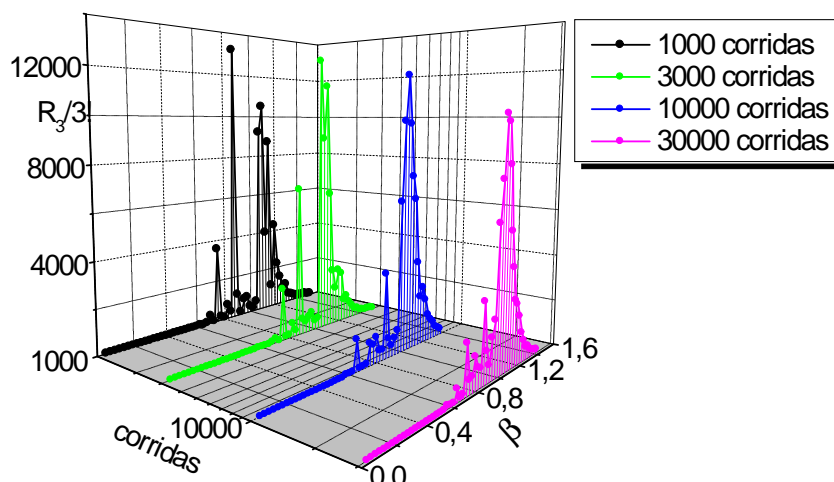 12000
R3/3!
8000
4000
1000
10000
corridas
0,0
0,4
0,8
1,2
1,6
β
1000 corridas
3000 corridas
10000 corridas
30000 corridas